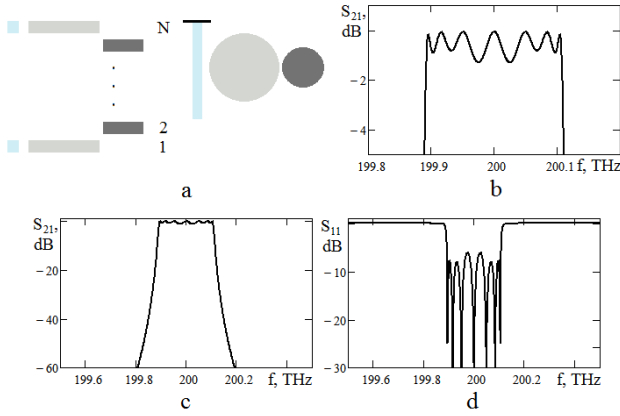 N
2
1
a
S21,
dB
0
−2
−4
199.8 199.9 200 200.1 f, THz
b
S21,
dB
−20
−40
−60
199.6 199.8 200 200.2 f, THz
c
S11
dB
−10
−20
−30
199.6 199.8 200 200.2 f, THz
d